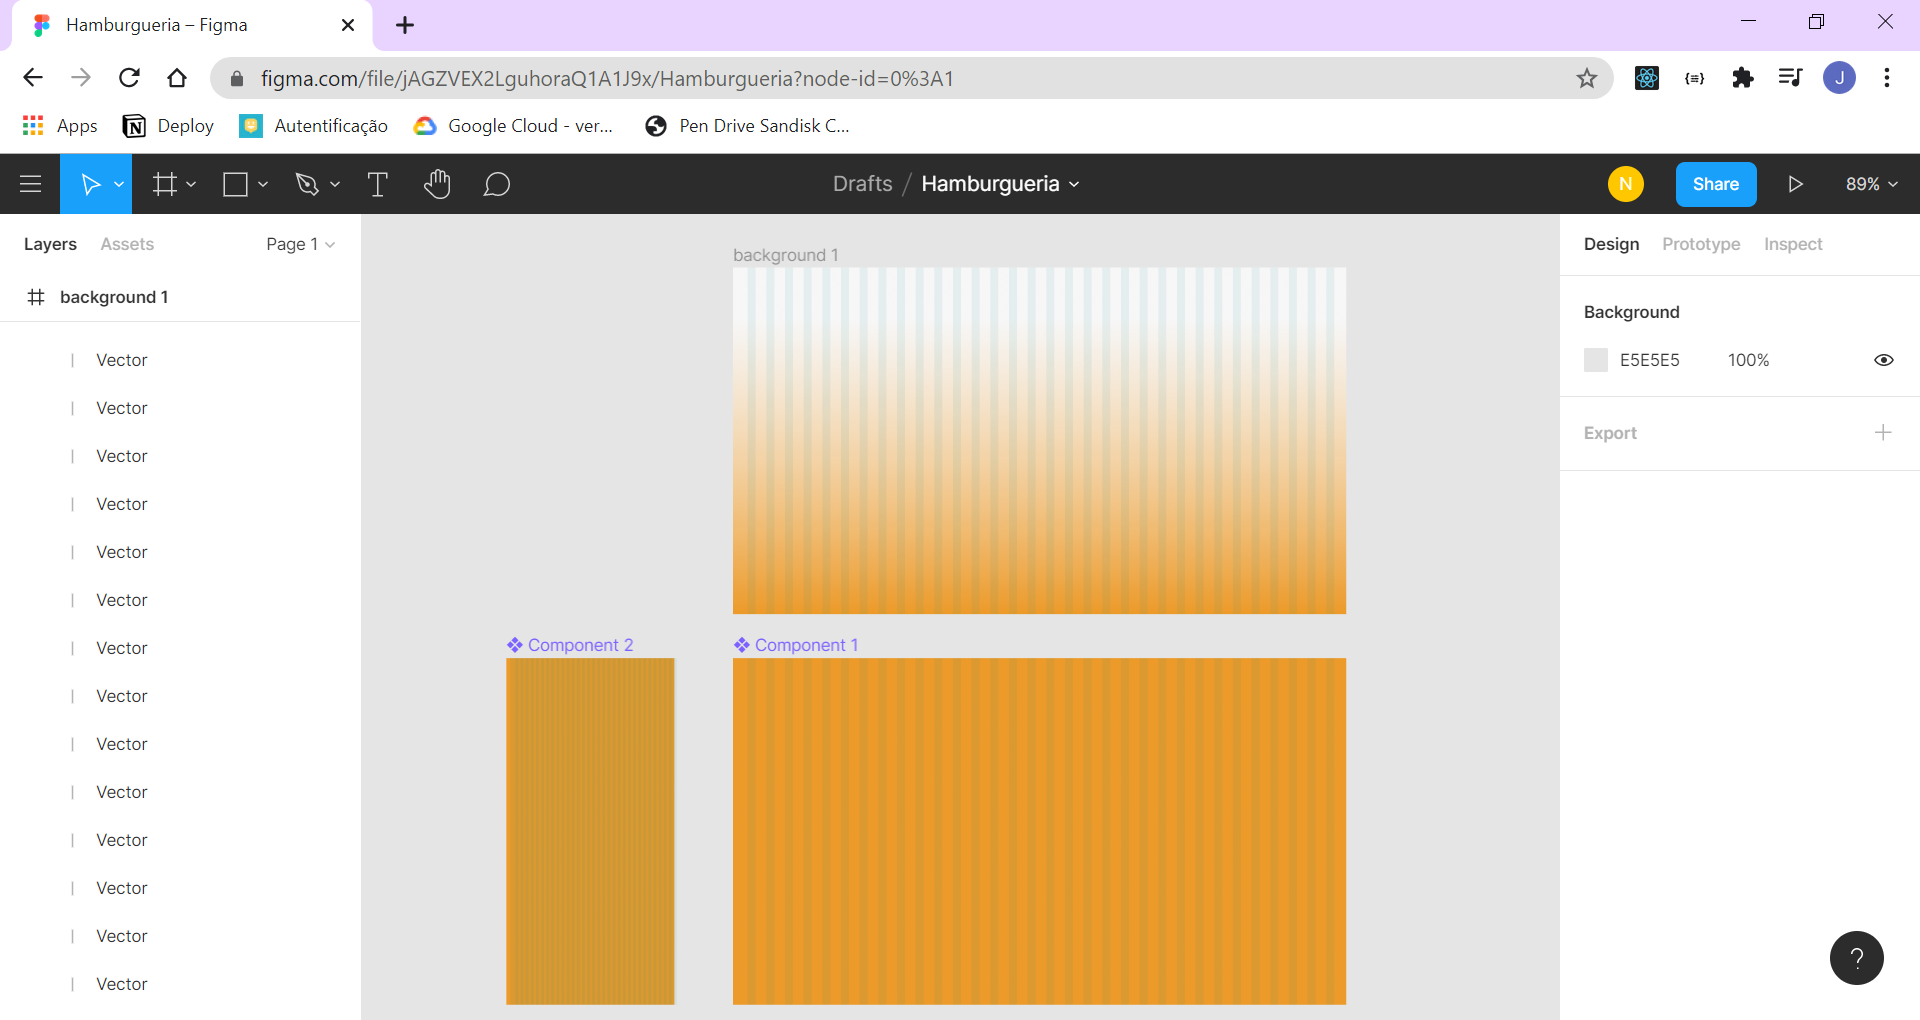 Hamburgueria – Figma
figma.com/file/jAGZVEX2LguhoraQ1A1J9x/Hamburgueria?node-id=0%3A1
J
Apps
Deploy
Autentificação
Google Cloud - ver...
Pen Drive Sandisk C...
Drafts / Hamburgueria
N
Share
89%
Layers
Assets
Page 1
background 1
Vector
Vector
Vector
Vector
Vector
Vector
Vector
Vector
Vector
Vector
Vector
Vector
Vector
Vector
background 1
Component 2
Component 1
Design
Prototype
Inspect
Background
E5E5E5
100%
Export
?